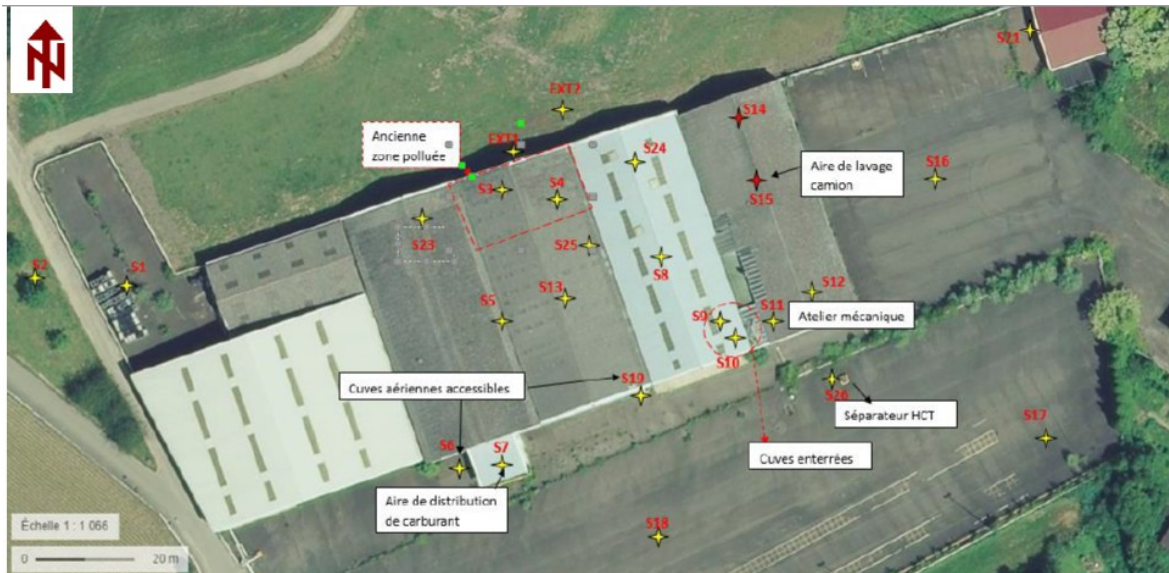 N
S21
EXT2
S14
Ancienne
zone polluée
EXT1
S24
Aire de lavage
camion
S16
S3
S4
S15
S23
S25
S2
S1
S8
S13
S12
S5
S9
S11
Atelier mécanique
S10
Cuves aériennes accessibles
S19
S26
Séparateur HCT
S17
S6
S7
Cuves enterrées
Aire de distribution
de carburant
Échelle 1 : 1 066
S18
0 20 m